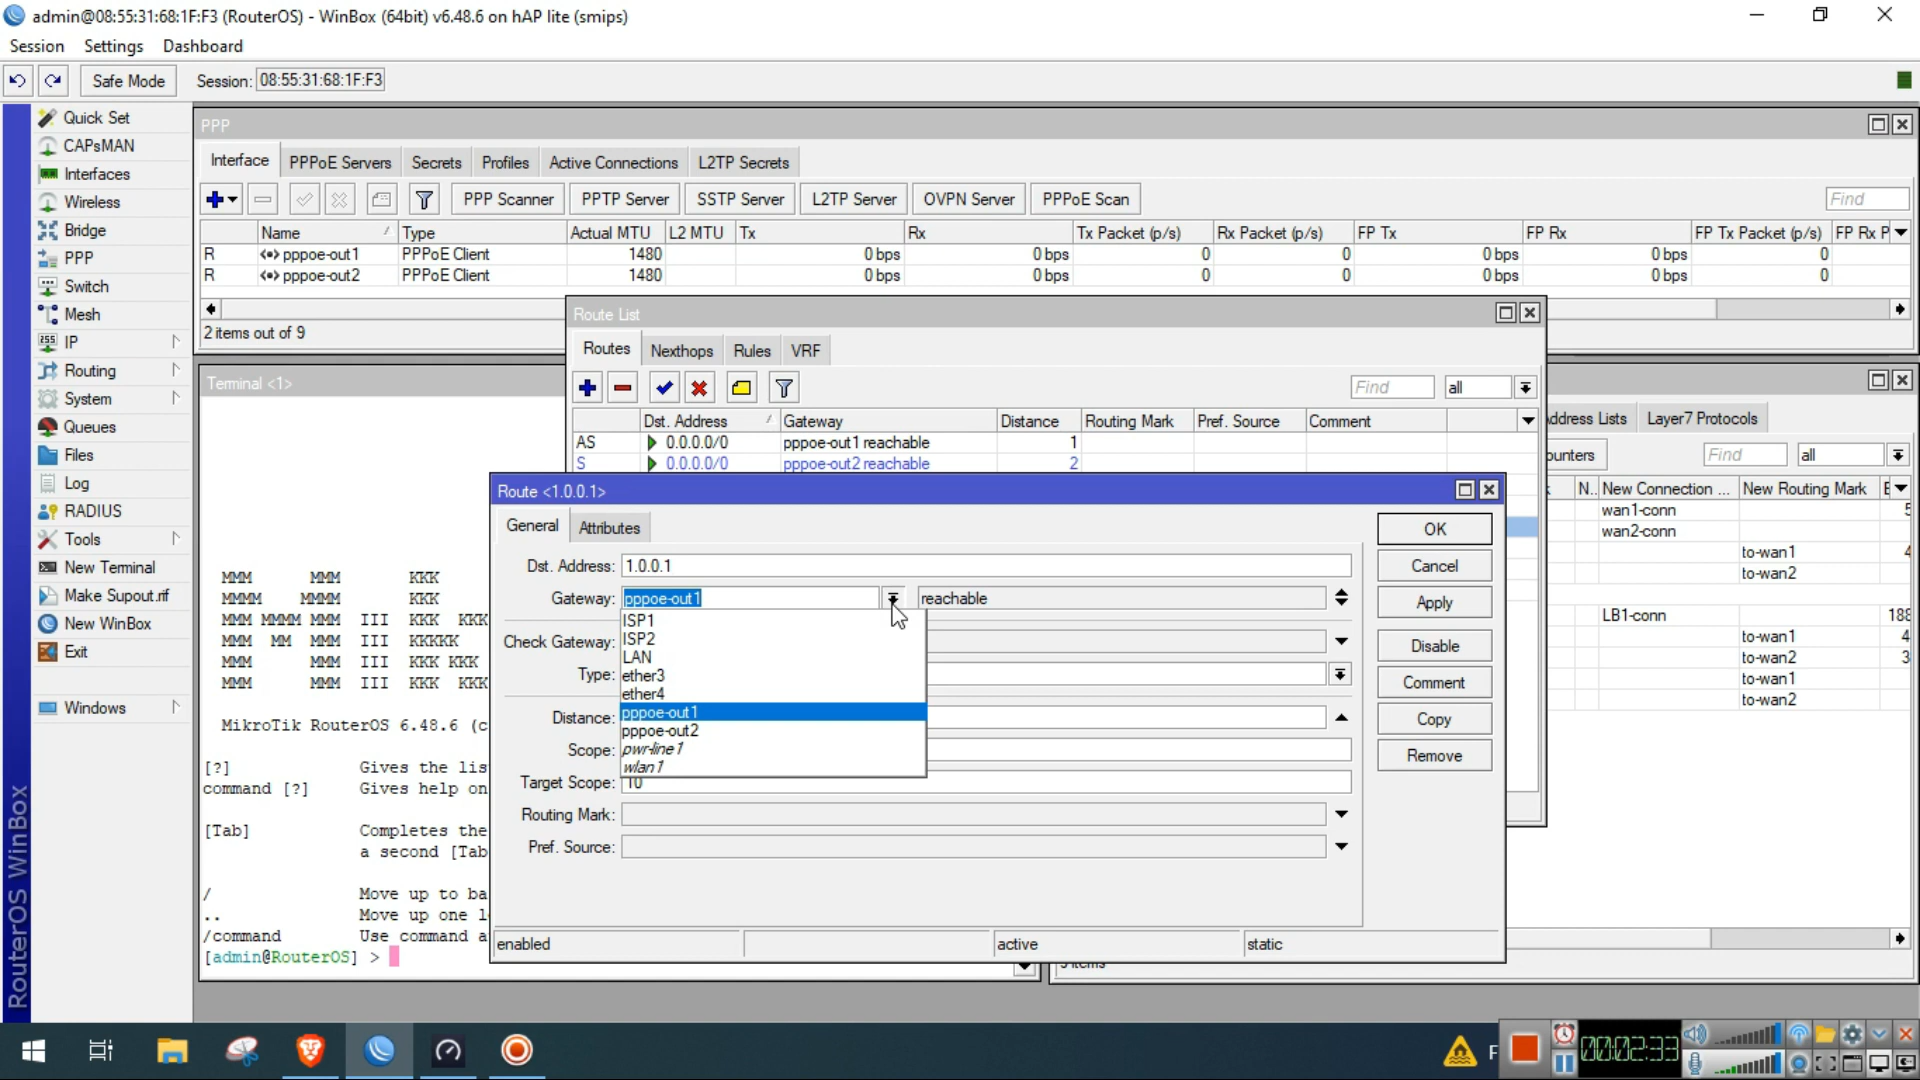 admin@08:55:31:68:1F:F3 (RouterOS) - WinBox (64bit) v6.48.6 on hAP lite (smips)
Session Settings Dashboard
Safe Mode Session: 08:55:31:68:1F:F3
Quick Set
CAPsMAN
Interfaces
Wireless
Bridge
PPP
Switch
Mesh
IP
Routing
System
Queues
Files
Log
RADIUS
Tools
New Terminal
Make Supout.rif
New WinBox
Exit
Windows
RouterOS WinBox
PPP
Interface PPPoE Servers Secrets Profiles Active Connections L2TP Secrets
PPP Scanner PPTP Server SSTP Server L2TP Server OVPN Server PPPoE Scan Find
Name Type Actual MTU L2 MTU Tx Rx Tx Packet (p/s) Rx Packet (p/s) FP Tx FP Rx FP Tx Packet (p/s) FP Rx P
R <•> pppoe-out1 PPPoE Client 1480 0 bps 0 bps 0 0 0 bps 0 bps 0
R <•> pppoe-out2 PPPoE Client 1480 0 bps 0 bps 0 0 0 bps 0 bps 0
2 items out of 9
Route List
Routes Nexthops Rules VRF
Find all
Dst. Address Gateway Distance Routing Mark Pref. Source Comment
AS 0.0.0.0/0 pppoe-out1 reachable 1
S 0.0.0.0/0 pppoe-out2 reachable 2
Route <1.0.0.1>
General Attributes
Dst. Address: 1.0.0.1
Gateway: pppoe-out1 reachable
ISP1
ISP2
LAN
ether3
ether4
pppoe-out1
pppoe-out2
pwr-line1
wlan1
Check Gateway:
Type:
Distance:
Scope:
Target Scope: 10
Routing Mark:
Pref. Source:
OK
Cancel
Apply
Disable
Comment
Copy
Remove
enabled active static
Terminal <1>
MMM MMM KKK
MMMM MMMM KKK
MMM MMMM MMM III KKK KKK
MMM MM MMM III KKKKK
MMM MMM III KKK KKK
MMM MMM III KKK KKK
MikroTik RouterOS 6.48.6 (c
[?] Gives the lis
command [?] Gives help on
[Tab] Completes the
a second [Tab
/ Move up to ba
.. Move up one l
/command Use command a
[admin@RouterOS] >
ddress Lists Layer7 Protocols
ounters Find all
N.. New Connection ... New Routing Mark
wan1-conn 5
wan2-conn
to-wan1 4
to-wan2
LB1-conn 188
to-wan1 4
to-wan2 3
to-wan1
to-wan2
F
00:02:33